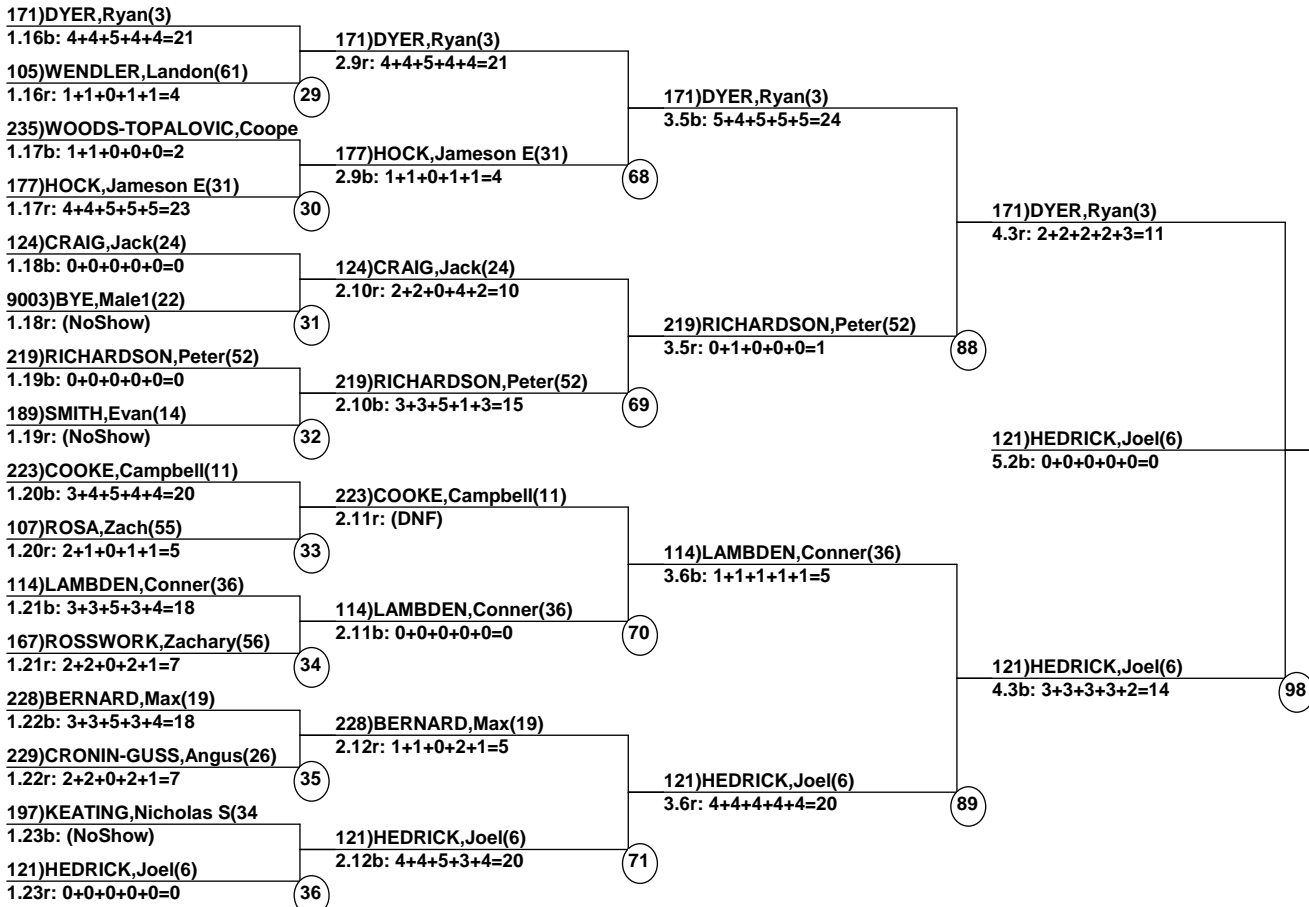 171)DYER,Ryan(3)
1.16b: 4+4+5+4+4=21
105)WENDLER,Landon(61)
1.16r: 1+1+0+1+1=4
29
235)WOODS-TOPALOVIC,Coope
1.17b: 1+1+0+0+0=2
177)HOCK,Jameson E(31)
1.17r: 4+4+5+5+5=23
30
124)CRAIG,Jack(24)
1.18b: 0+0+0+0+0=0
9003)BYE,Male1(22)
1.18r: (NoShow)
31
219)RICHARDSON,Peter(52)
1.19b: 0+0+0+0+0=0
189)SMITH,Evan(14)
1.19r: (NoShow)
32
223)COOKE,Campbell(11)
1.20b: 3+4+5+4+4=20
107)ROSA,Zach(55)
1.20r: 2+1+0+1+1=5
33
114)LAMBDEN,Conner(36)
1.21b: 3+3+5+3+4=18
167)ROSSWORK,Zachary(56)
1.21r: 2+2+0+2+1=7
34
228)BERNARD,Max(19)
1.22b: 3+3+5+3+4=18
229)CRONIN-GUSS,Angus(26)
1.22r: 2+2+0+2+1=7
35
197)KEATING,Nicholas S(34
1.23b: (NoShow)
121)HEDRICK,Joel(6)
1.23r: 0+0+0+0+0=0
36
171)DYER,Ryan(3)
2.9r: 4+4+5+4+4=21
177)HOCK,Jameson E(31)
2.9b: 1+1+0+1+1=4
68
124)CRAIG,Jack(24)
2.10r: 2+2+0+4+2=10
219)RICHARDSON,Peter(52)
2.10b: 3+3+5+1+3=15
69
223)COOKE,Campbell(11)
2.11r: (DNF)
114)LAMBDEN,Conner(36)
2.11b: 0+0+0+0+0=0
70
228)BERNARD,Max(19)
2.12r: 1+1+0+2+1=5
121)HEDRICK,Joel(6)
2.12b: 4+4+5+3+4=20
71
171)DYER,Ryan(3)
3.5b: 5+4+5+5+5=24
219)RICHARDSON,Peter(52)
3.5r: 0+1+0+0+0=1
88
114)LAMBDEN,Conner(36)
3.6b: 1+1+1+1+1=5
121)HEDRICK,Joel(6)
3.6r: 4+4+4+4+4=20
89
171)DYER,Ryan(3)
4.3r: 2+2+2+2+3=11
121)HEDRICK,Joel(6)
4.3b: 3+3+3+3+2=14
98
121)HEDRICK,Joel(6)
5.2b: 0+0+0+0+0=0